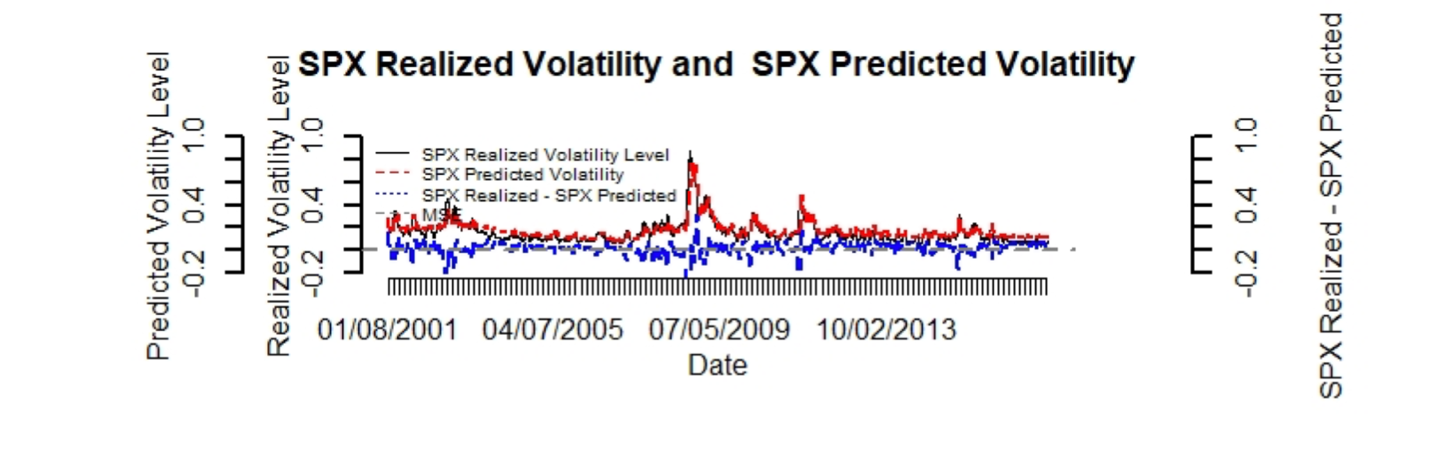 SPX Realized Volatility and  SPX Predicted Volatility
Predicted Volatility Level
1.0
0.4
-0.2
Realized Volatility Level
1.0
0.4
-0.2
SPX Realized Volatility Level
SPX Predicted Volatility
SPX Realized - SPX Predicted
MSE
1.0
0.4
-0.2
SPX Realized - SPX Predicted
01/08/2001 04/07/2005 07/05/2009 10/02/2013
Date